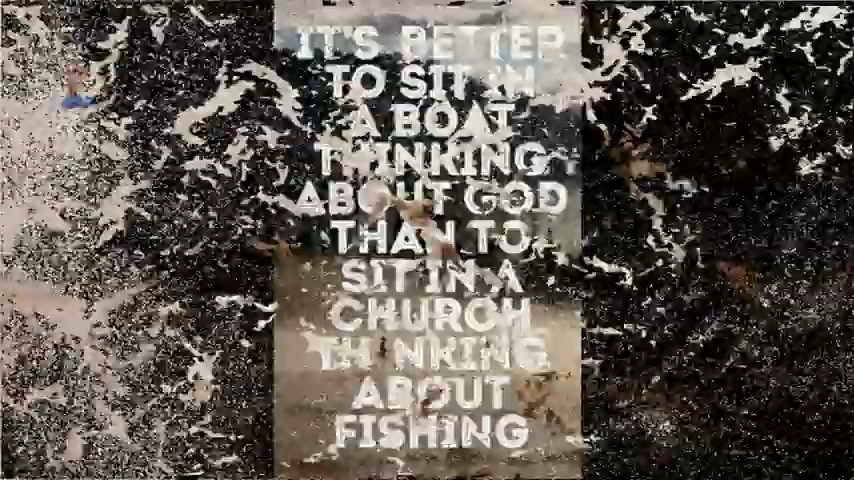 IT'S BETTER
TO SIT IN
A BOAT
THINKING
ABOUT GOD
THAN TO
SIT IN A
CHURCH
THINKING
ABOUT
FISHING